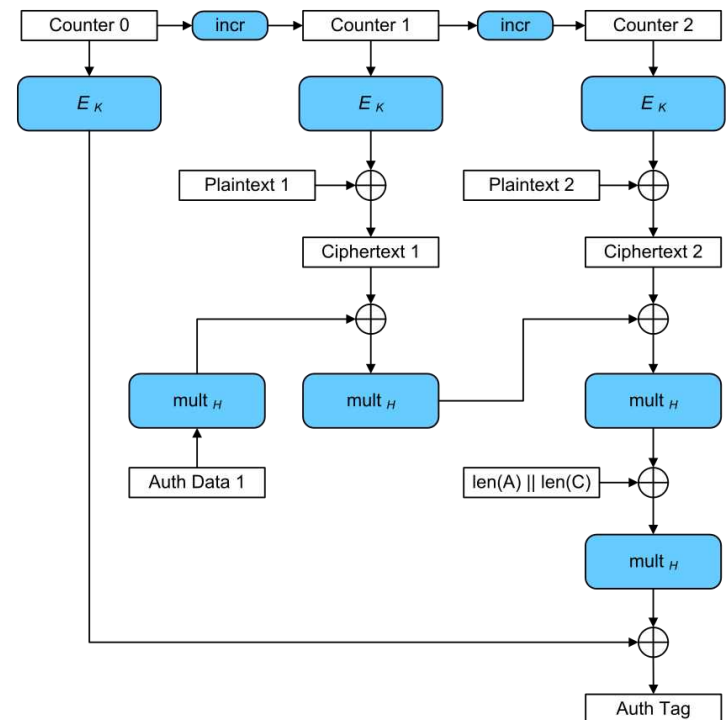 Counter 0
incr
Counter 1
incr
Counter 2
E K
E K
E K
Plaintext 1
Plaintext 2
Ciphertext 1
Ciphertext 2
mult H
mult H
mult H
Auth Data 1
len(A) || len(C)
mult H
Auth Tag